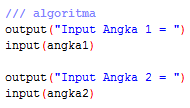 /// algoritma
output("Input Angka 1 = ")
input(angka1)
output("Input Angka 2 = ")
input(angka2)